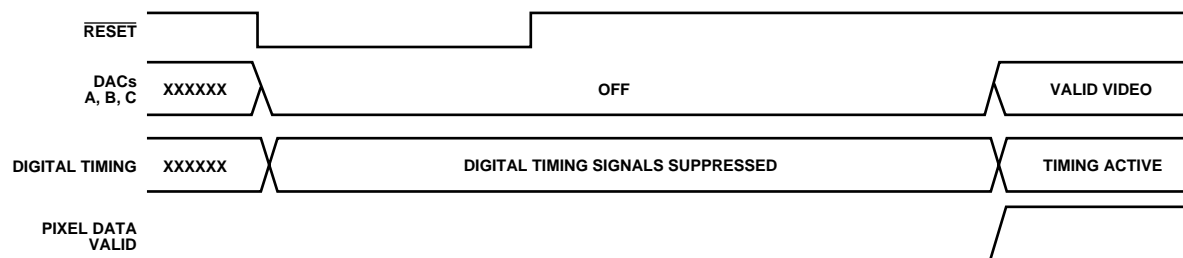 RESET
DACs
A, B, C
XXXXXX
OFF
VALID VIDEO
DIGITAL TIMING
XXXXXX
DIGITAL TIMING SIGNALS SUPPRESSED
TIMING ACTIVE
PIXEL DATA
VALID